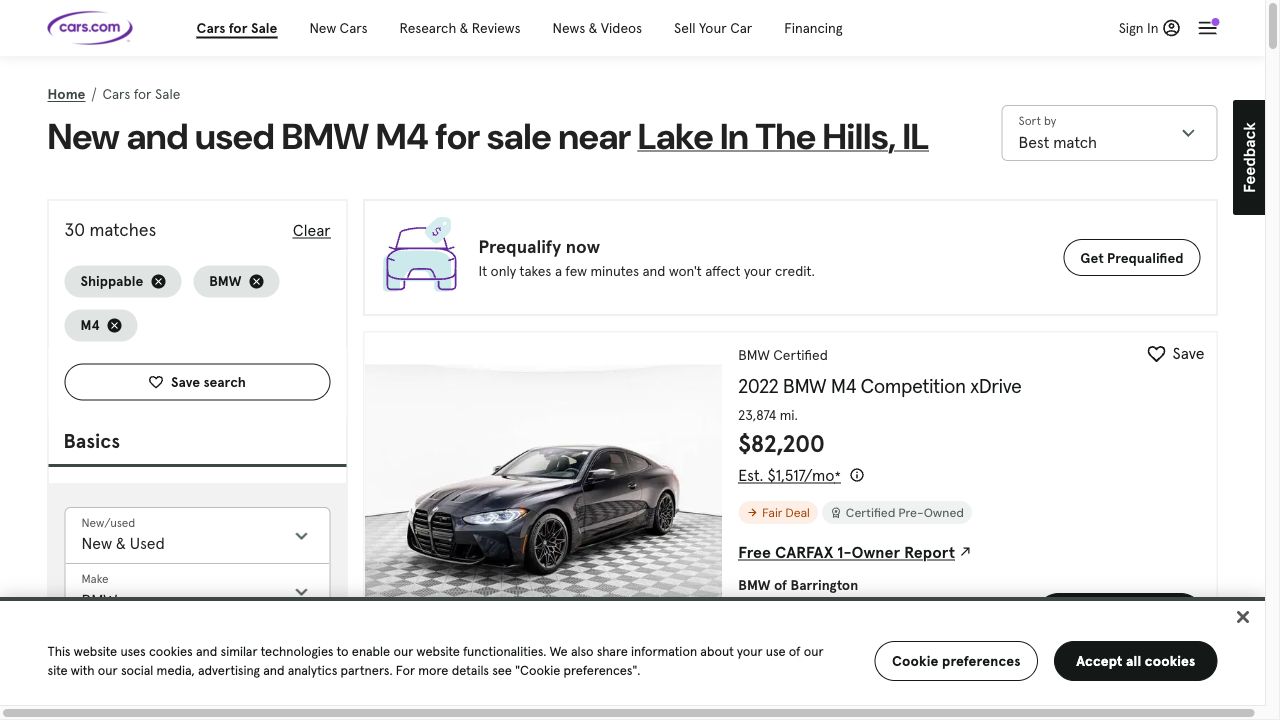 cars.com
Cars for Sale
New Cars
Research & Reviews
News & Videos
Sell Your Car
Financing
Sign In
Home / Cars for Sale
New and used BMW M4 for sale near Lake In The Hills, IL
Sort by
Best match
Feedback
30 matches
Clear
Shippable
BMW
M4
Save search
Basics
New/used
New & Used
Make
Prequalify now
It only takes a few minutes and won't affect your credit.
Get Prequalified
BMW Certified
Save
2022 BMW M4 Competition xDrive
23,874 mi.
$82,200
Est. $1,517/mo*
Fair Deal
Certified Pre-Owned
Free CARFAX 1-Owner Report
BMW of Barrington
This website uses cookies and similar technologies to enable our website functionalities. We also share information about your use of our
site with our social media, advertising and analytics partners. For more details see "Cookie preferences".
Cookie preferences
Accept all cookies